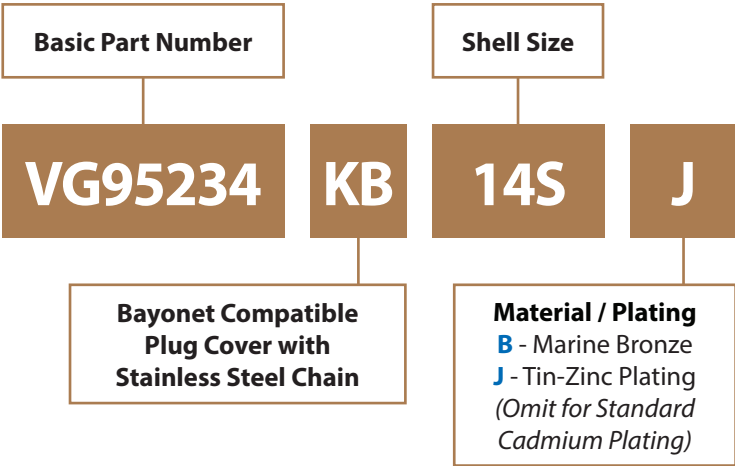 Basic Part Number
Shell Size
VG95234
KB
14S
J
Bayonet Compatible
Plug Cover with
Stainless Steel Chain
Material / Plating
B - Marine Bronze
J - Tin-Zinc Plating
(Omit for Standard
Cadmium Plating)